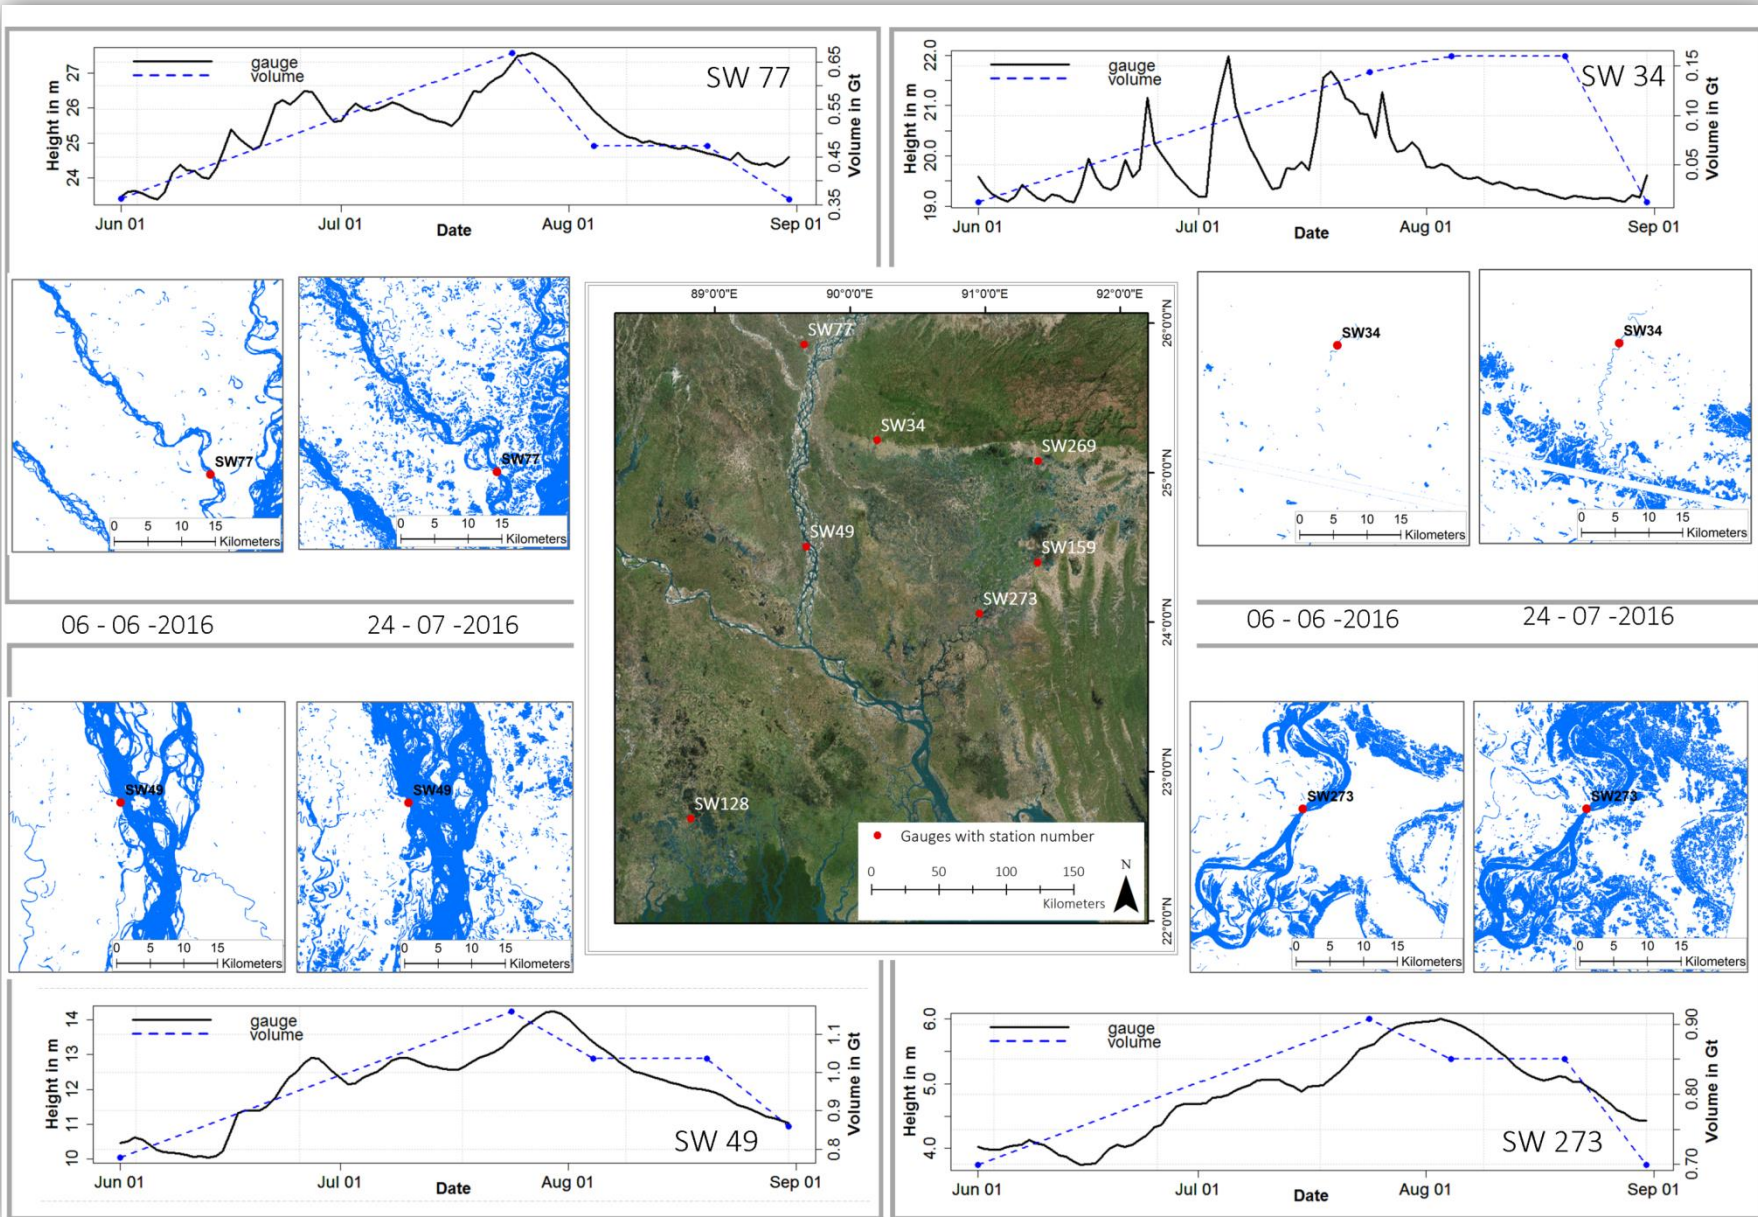 gauge
volume
SW 77
27
26
25
24
Height in m
0.65
0.55
0.45
0.35
Volume in Gt
Jun 01 Jul 01 Aug 01 Sep 01
Date
gauge
volume
SW 34
22.0
21.0
20.0
19.0
Height in m
0.15
0.10
0.05
Volume in Gt
Jun 01 Jul 01 Aug 01 Sep 01
Date
SW77
0 5 10 15
Kilometers
SW77
0 5 10 15
Kilometers
89°0'0"E 90°0'0"E 91°0'0"E 92°0'0"E
26°0'0"N
25°0'0"N
24°0'0"N
23°0'0"N
22°0'0"N
SW77
SW34
SW269
SW49
SW159
SW273
SW128
Gauges with station number
0 50 100 150
Kilometers
N
SW34
0 5 10 15
Kilometers
SW34
0 5 10 15
Kilometers
06 - 06 -2016 24 - 07 -2016
06 - 06 -2016 24 - 07 -2016
SW49
0 5 10 15
Kilometers
SW49
0 5 10 15
Kilometers
SW273
0 5 10 15
Kilometers
SW273
0 5 10 15
Kilometers
gauge
volume
SW 49
14
13
12
11
10
Height in m
1.1
1.0
0.9
0.8
Volume in Gt
Jun 01 Jul 01 Aug 01 Sep 01
Date
gauge
volume
SW 273
6.0
5.0
4.0
Height in m
0.90
0.80
0.70
Volume in Gt
Jun 01 Jul 01 Aug 01 Sep 01
Date